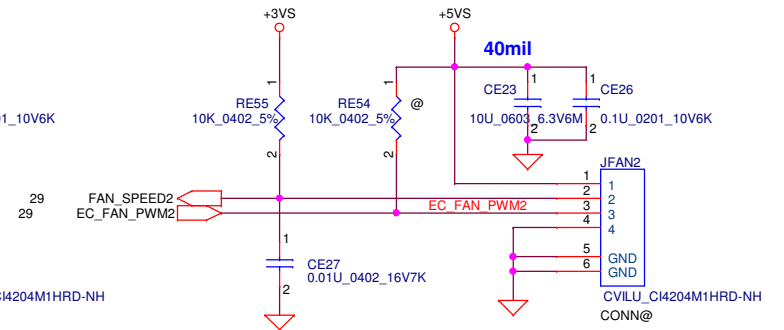 +3VS
+5VS
40mil
1
1
1
1
CE23
CE26
RE55
RE54
@
10K_0402_5%
10K_0402_5%
10U_0603_6.3V6M
0.1U_0201_10V6K
01_10V6K
2
2
2
2
JFAN2
1
1
29
FAN_SPEED2
2
2
29
EC_FAN_PWM2
EC_FAN_PWM2
3
3
4
4
1
CE27
0.01U_0402_16V7K
2
5
GND
6
GND
CI4204M1HRD-NH
CVILU_CI4204M1HRD-NH
CONN@